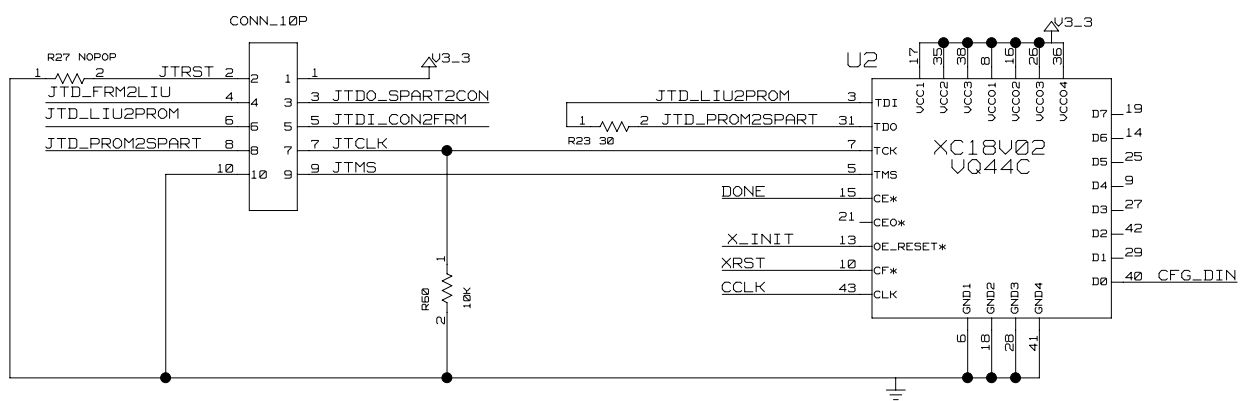 CONN_10P
R27 NOPOP
1 2
JTRST 2
2 1
1
V3_3
JTD_FRM2LIU 4
4 3
3 JTDO_SPART2CON
JTD_LIU2PROM 6
6 5
5 JTDI_CON2FRM
JTD_PROM2SPART 8
8 7
7 JTCLK
10
10 9
9 JTMS
1
R60
10K
2
V3_3
U2
17
35
38
8
16
26
36
VCC1
VCC2
VCC3
VCCO1
VCCO2
VCCO3
VCCO4
JTD_LIU2PROM 3 TDI
1 2 JTD_PROM2SPART 31 TDO
R23 30
7 TCK
5 TMS
DONE 15 CE*
21 CEO*
X_INIT 13 OE_RESET*
XRST 10 CF*
CCLK 43 CLK
XC18V02
VQ44C
D7 19
D6 14
D5 25
D4 9
D3 27
D2 42
D1 29
D0 40 CFG_DIN
GND1
GND2
GND3
GND4
6
18
28
41